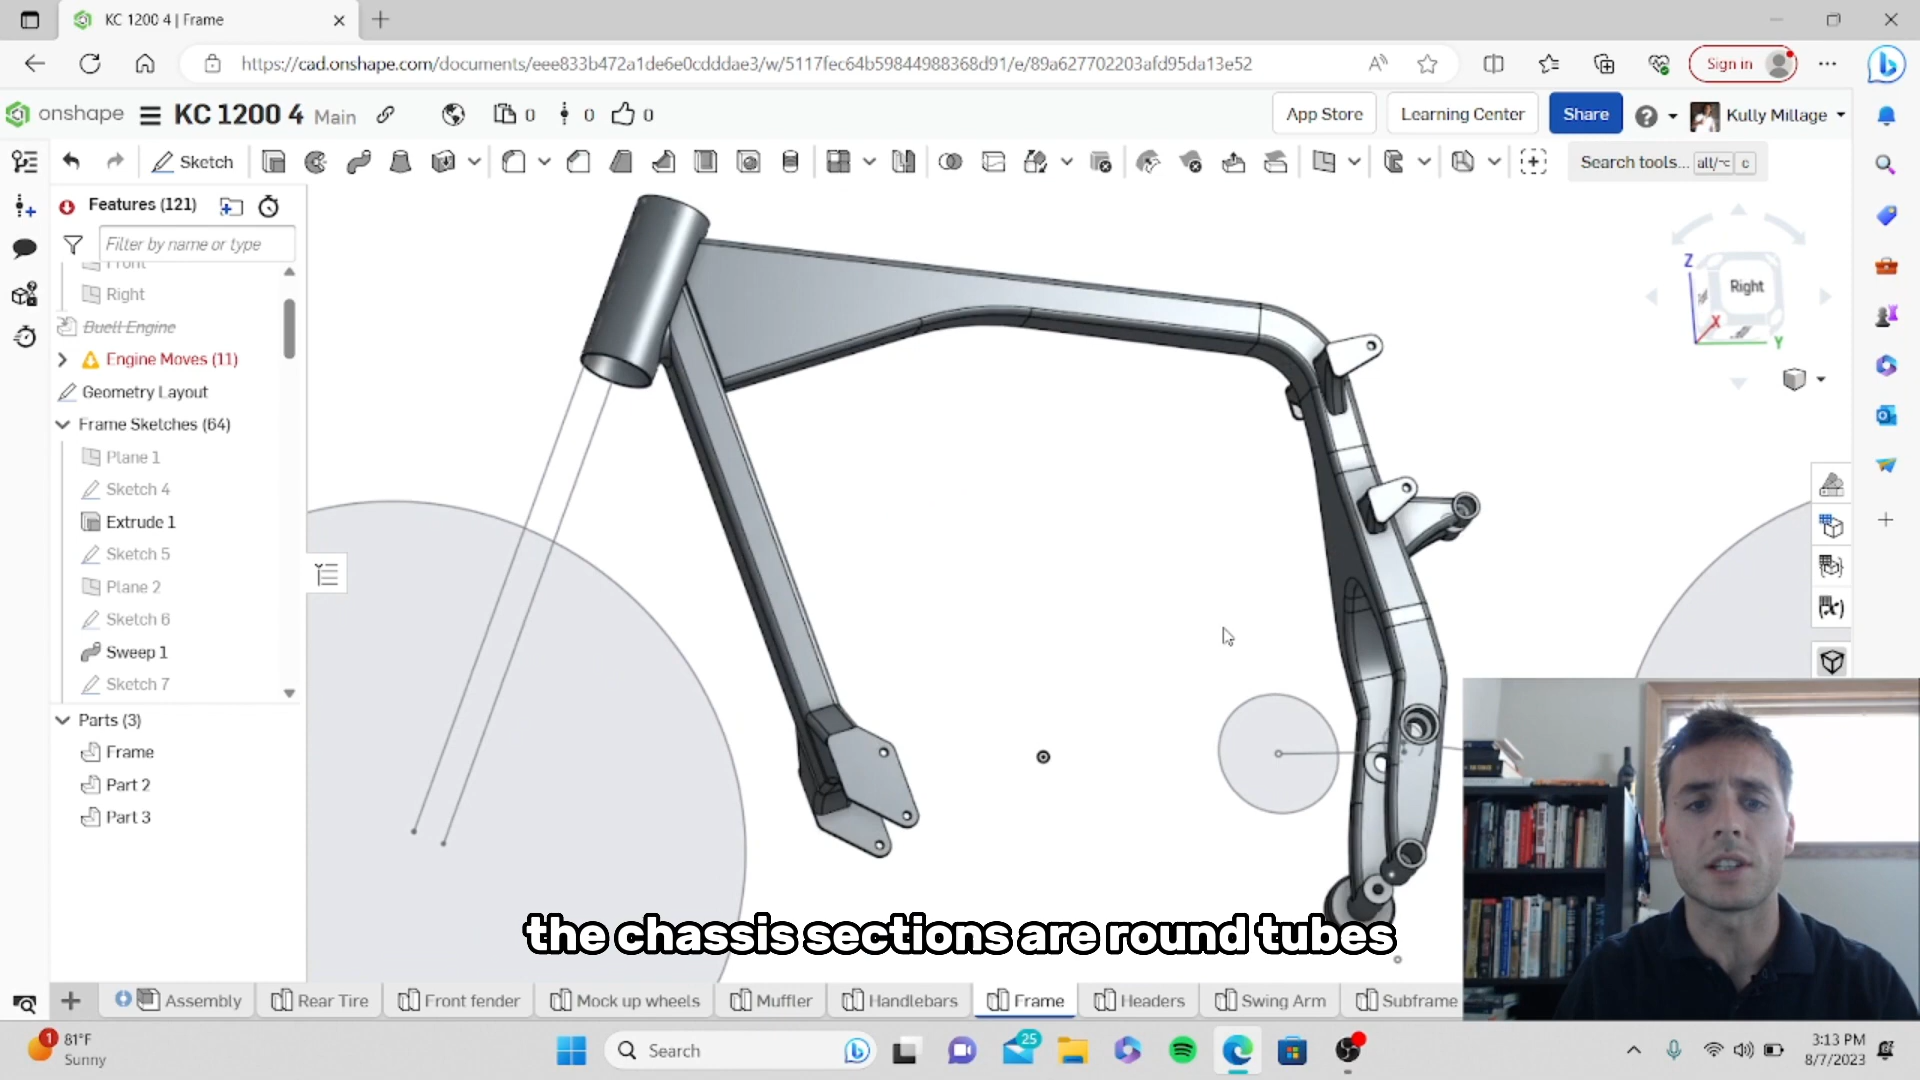 KC 1200 4 | Frame
https://cad.onshape.com/documents/eee833b472a1de6e0cdddae3/w/5117fec64b59844988368d91/e/89a627702203afd95da13e52
Sign in
onshape
KC 1200 4 Main
0
0
0
App Store
Learning Center
Share
Kully Millage
Sketch
Search tools... alt/⌥ c
Features (121)
Filter by name or type
Front
Right
Buell Engine
Engine Moves (11)
Geometry Layout
Frame Sketches (64)
Plane 1
Sketch 4
Extrude 1
Sketch 5
Plane 2
Sketch 6
Sweep 1
Sketch 7
Parts (3)
Frame
Part 2
Part 3
Z
Right
X
Y
the chassis sections are round tubes
Assembly
Rear Tire
Front fender
Mock up wheels
Muffler
Handlebars
Frame
Headers
Swing Arm
Subframe
1
81°F
Sunny
Search
25
3:13 PM
8/7/2023